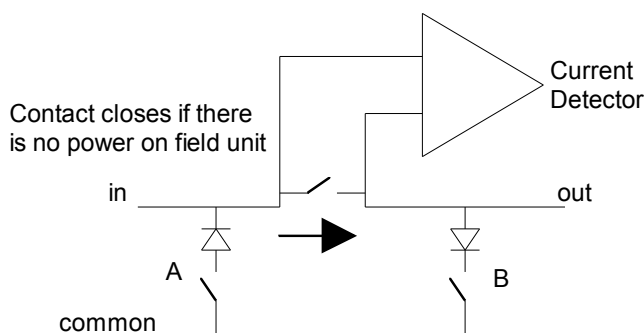 Current
Detector
Contact closes if there
is no power on field unit
in
out
A
B
common